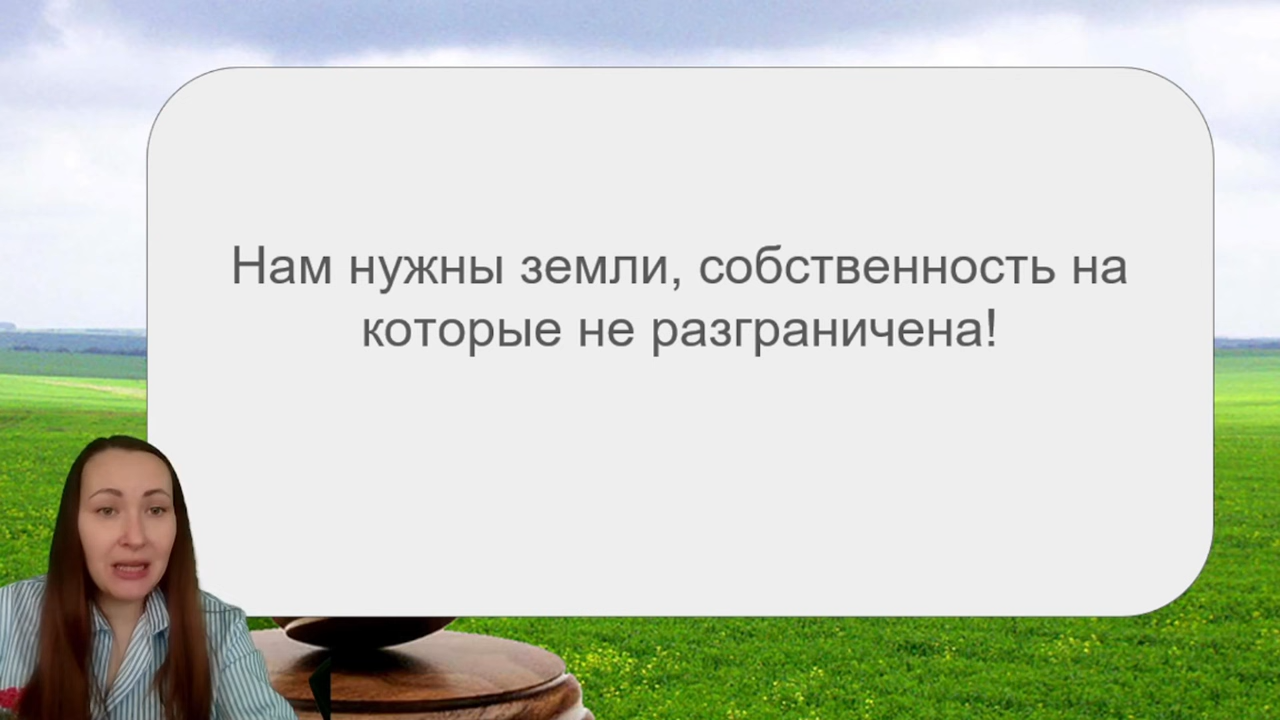 Нам нужны земли, собственность на
которые не разграничена!